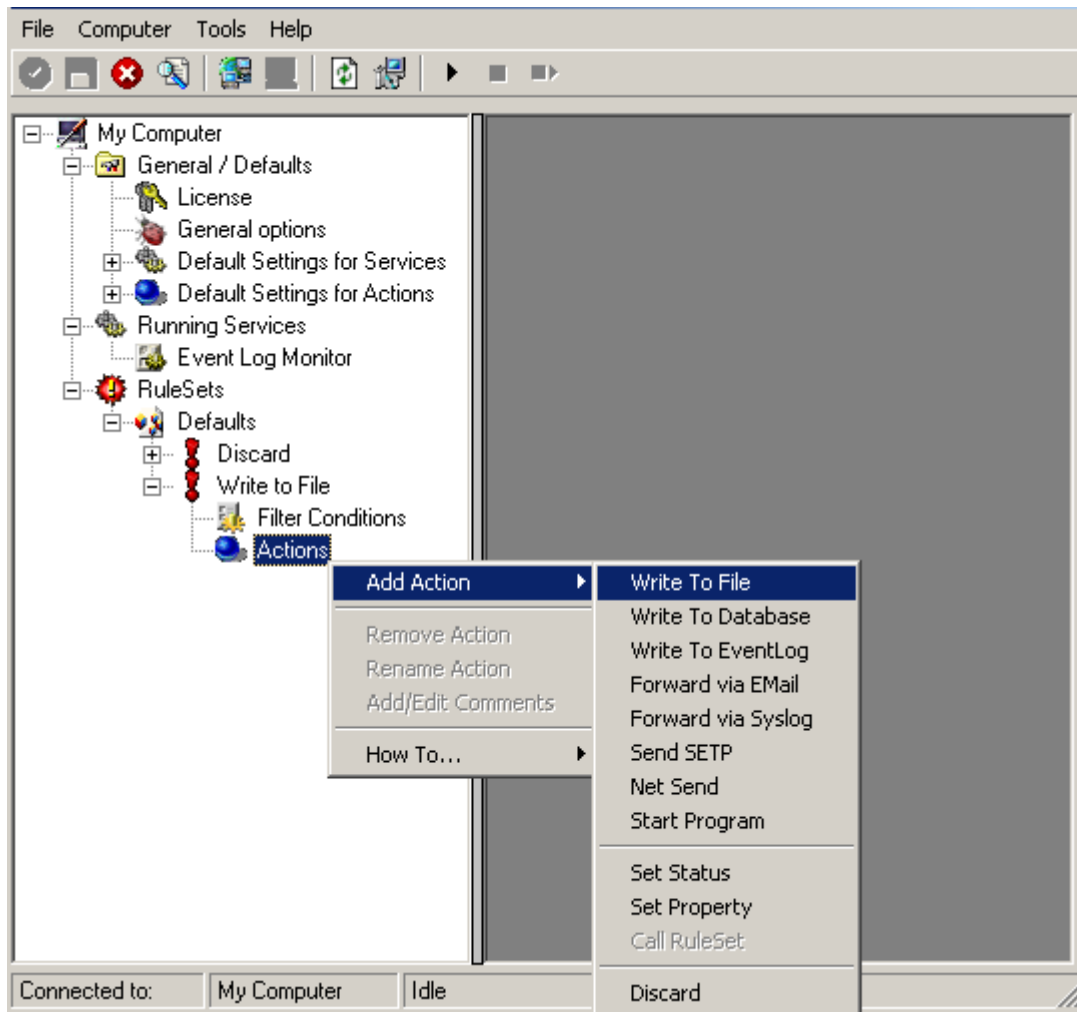 File Computer Tools Help
My Computer
General / Defaults
License
General options
Default Settings for Services
Default Settings for Actions
Running Services
Event Log Monitor
RuleSets
Defaults
Discard
Write to File
Filter Conditions
Actions
Add Action
Remove Action
Rename Action
Add/Edit Comments
How To...
Write To File
Write To Database
Write To EventLog
Forward via EMail
Forward via Syslog
Send SETP
Net Send
Start Program
Set Status
Set Property
Call RuleSet
Discard
Connected to: My Computer Idle